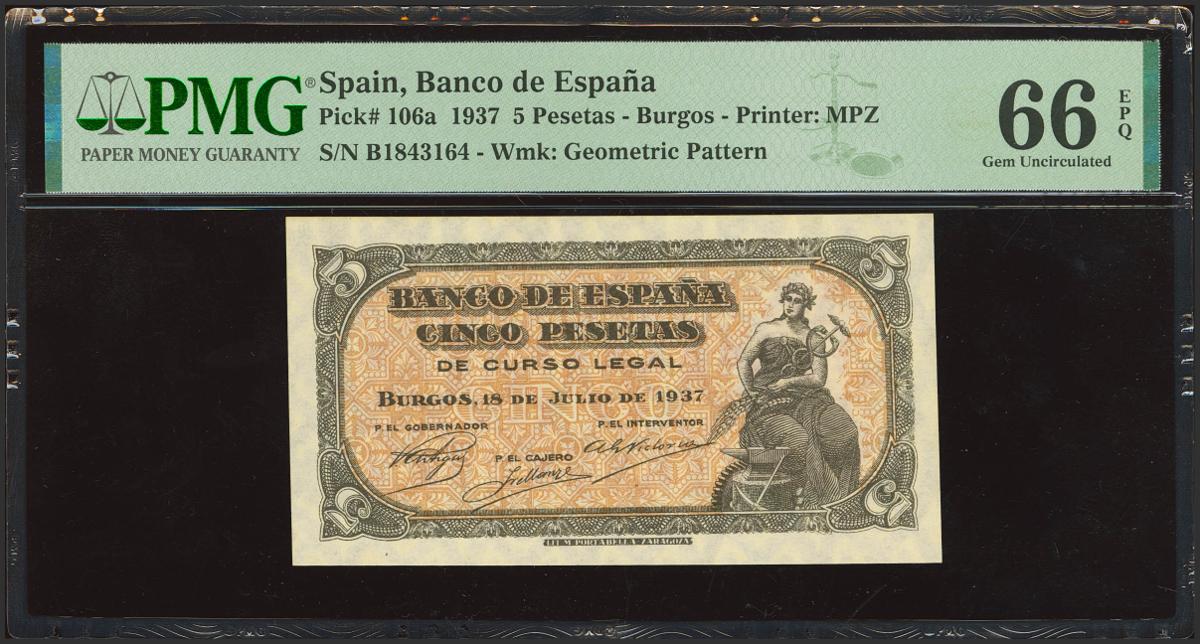 PMG® Spain, Banco de España
PAPER MONEY GUARANTY
Pick# 106a 1937 5 Pesetas - Burgos - Printer: MPZ
S/N B1843164 - Wmk: Geometric Pattern
66 EPQ
Gem Uncirculated
5 5
BANCO DE ESPAÑA
CINCO PESETAS
DE CURSO LEGAL
CINCO
BURGOS, 18 DE JULIO DE 1937
P. EL GOBERNADOR P. EL INTERVENTOR
P. EL CAJERO
5 5
LIT. M. PORTABELLA. ZARAGOZA